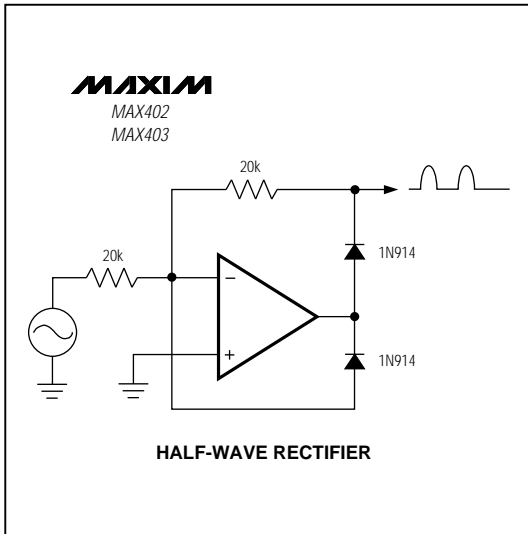 MAXIM
MAX402
MAX403
20k
20k
1N914
−
+
1N914
HALF-WAVE RECTIFIER